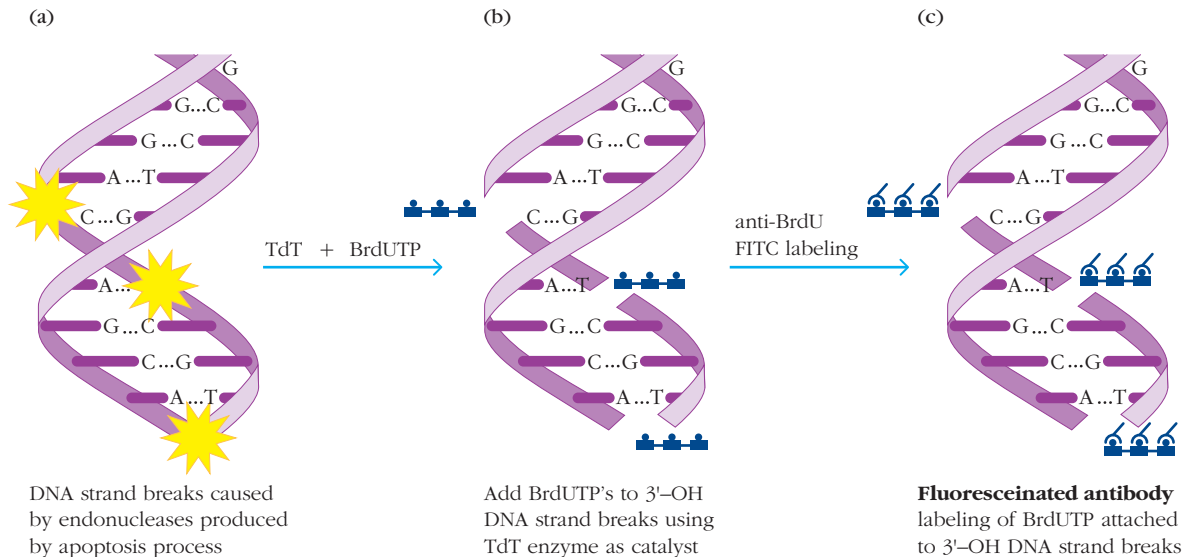 (a)
G
G...C
G...C
A...T
C...G
A...
G...C
C...G
A...T
DNA strand breaks caused
by endonucleases produced
by apoptosis process
TdT + BrdUTP
(b)
G
G...C
G...C
A...T
C...G
A...T
G...C
C...G
A...T
Add BrdUTP's to 3'–OH
DNA strand breaks using
TdT enzyme as catalyst
anti-BrdU
FITC labeling
(c)
G
G...C
G...C
A...T
C...G
A...T
G...C
C...G
A...T
Fluoresceinated antibody
labeling of BrdUTP attached
to 3'–OH DNA strand breaks